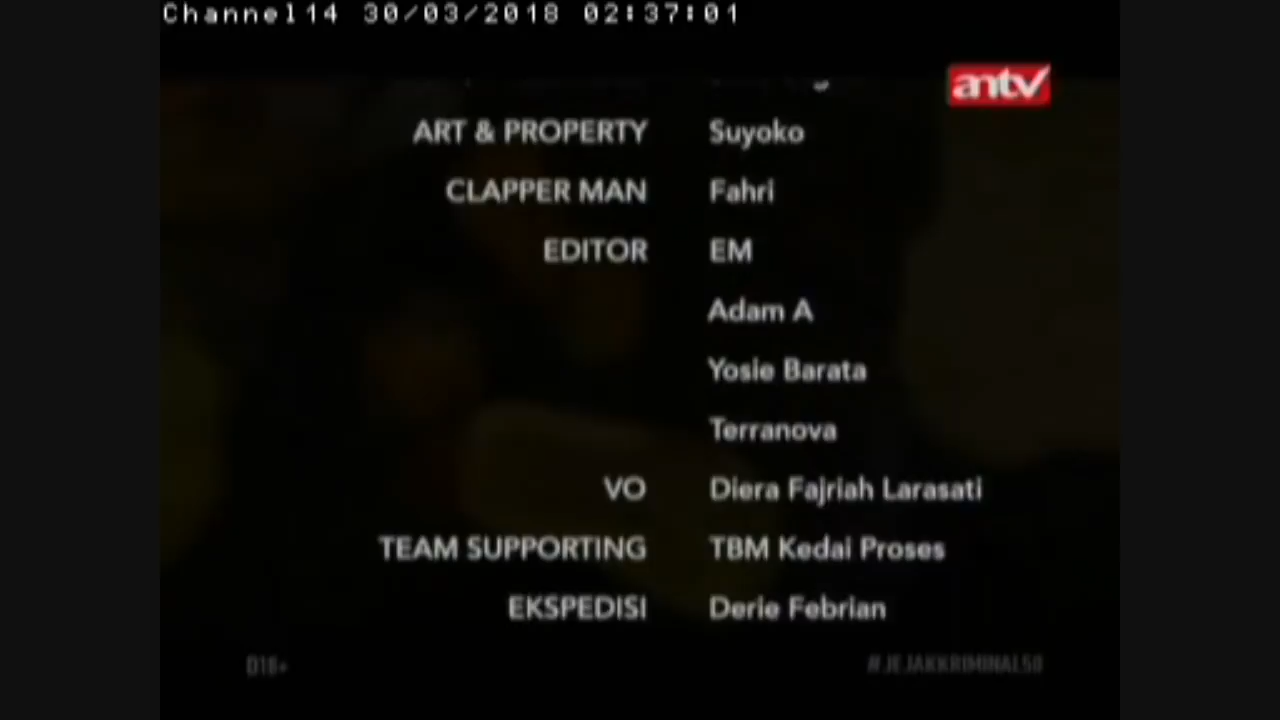 Channel14 30/03/2018 02:37:01
antv
ART & PROPERTY Suyoko
CLAPPER MAN Fahri
EDITOR EM
Adam A
Yosie Barata
Terranova
VO Diera Fajriah Larasati
TEAM SUPPORTING TBM Kedai Proses
EKSPEDISI Derie Febrian
D18+ #JEJAKKRIMINAL50